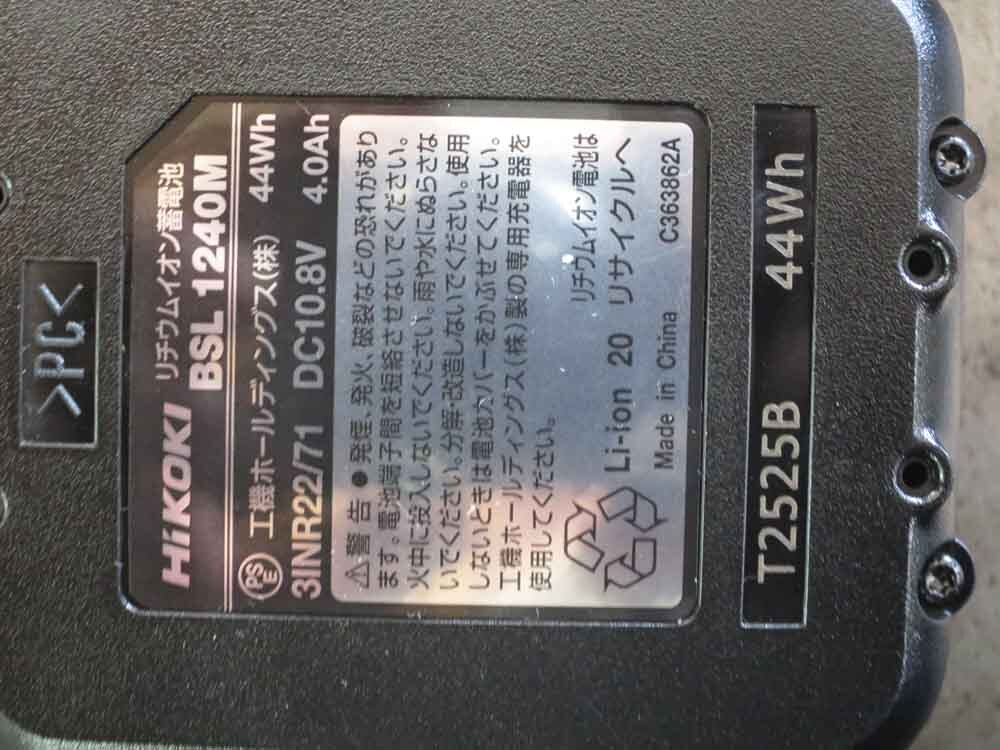 >PC<
HiKOKI リチウムイオン蓄電池
BSL 1240M
PSE 工機ホールディングス(株) 44Wh
3INR22/71 DC10.8V 4.0Ah
⚠警告 ●発煙、発火、破裂などの恐れがあり
ます。電池端子間を短絡させないでください。
火中に投入しないでください。雨や水にぬらさな
いでください。分解・改造しないでください。使用
しないときは電池カバーをかぶせてください。
工機ホールディングス(株)製の専用充電器を
使用してください。
リチウムイオン電池は
Li-ion 20 リサイクルへ
Made in China C363862A
T2525B 44Wh